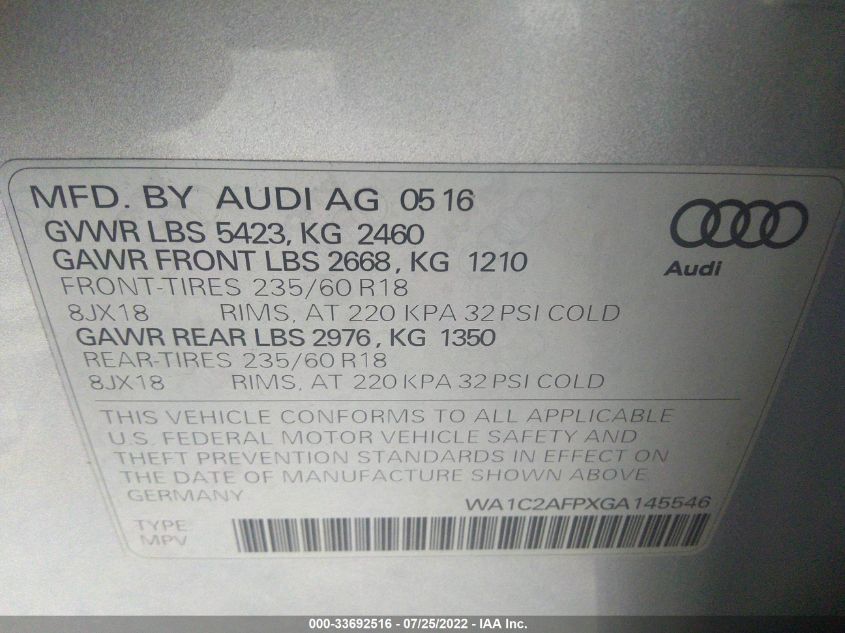 MFD. BY AUDI AG 05 16
GVWR LBS 5423, KG 2460
GAWR FRONT LBS 2668, KG 1210
FRONT-TIRES 235/60 R18
8JX18 RIMS, AT 220 KPA 32 PSI COLD
GAWR REAR LBS 2976, KG 1350
REAR-TIRES 235/60 R18
8JX18 RIMS, AT 220 KPA 32 PSI COLD
Audi
THIS VEHICLE CONFORMS TO ALL APPLICABLE
U.S. FEDERAL MOTOR VEHICLE SAFETY AND
THEFT PREVENTION STANDARDS IN EFFECT ON
THE DATE OF MANUFACTURE SHOWN ABOVE
GERMANY WA1C2AFPXGA145546
TYPE
MPV
000-33692516 - 07/25/2022 - IAA Inc.